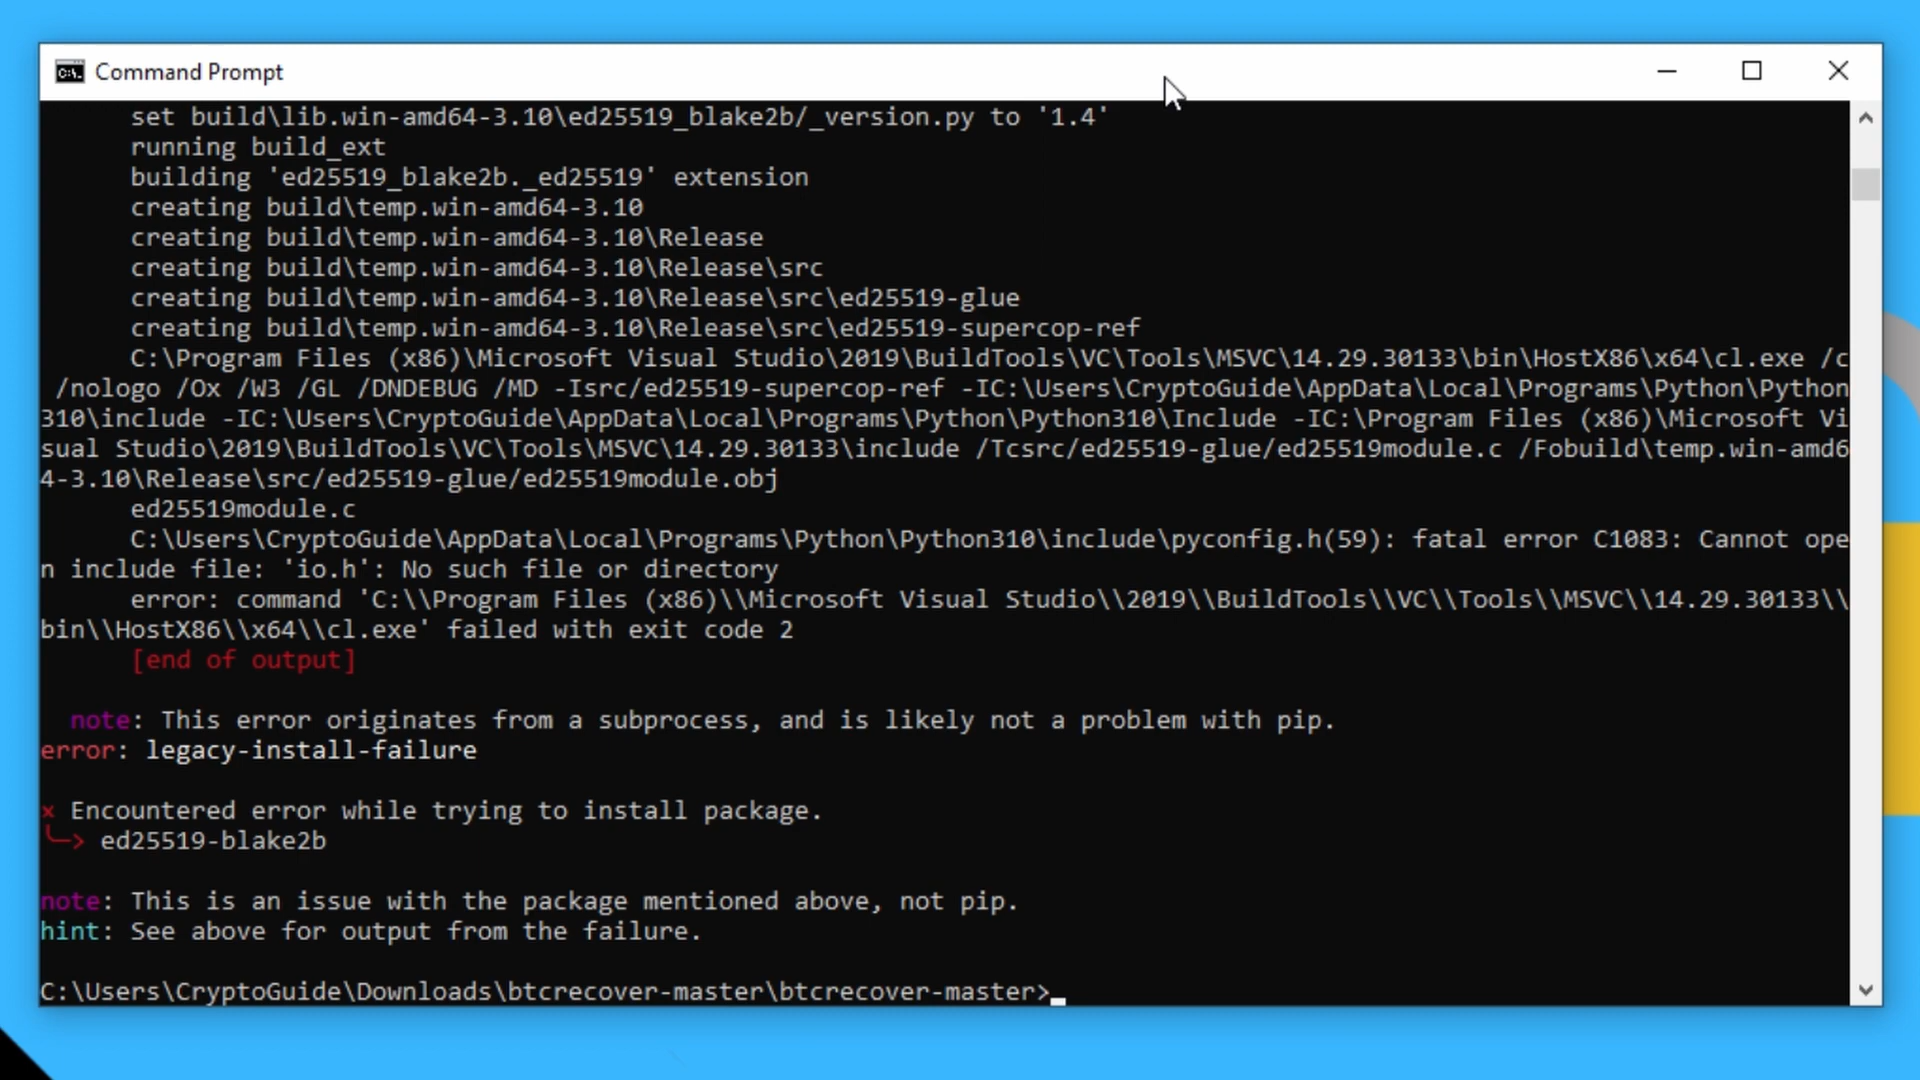 Command Prompt
set build\lib.win-amd64-3.10\ed25519_blake2b/_version.py to '1.4'
running build_ext
building 'ed25519_blake2b._ed25519' extension
creating build\temp.win-amd64-3.10
creating build\temp.win-amd64-3.10\Release
creating build\temp.win-amd64-3.10\Release\src
creating build\temp.win-amd64-3.10\Release\src\ed25519-glue
creating build\temp.win-amd64-3.10\Release\src\ed25519-supercop-ref
C:\Program Files (x86)\Microsoft Visual Studio\2019\BuildTools\VC\Tools\MSVC\14.29.30133\bin\HostX86\x64\cl.exe /c
/nologo /Ox /W3 /GL /DNDEBUG /MD -Isrc/ed25519-supercop-ref -IC:\Users\CryptoGuide\AppData\Local\Programs\Python\Python
310\include -IC:\Users\CryptoGuide\AppData\Local\Programs\Python\Python310\Include -IC:\Program Files (x86)\Microsoft Vi
sual Studio\2019\BuildTools\VC\Tools\MSVC\14.29.30133\include /Tcsrc/ed25519-glue/ed25519module.c /Fobuild\temp.win-amd6
4-3.10\Release\src/ed25519-glue/ed25519module.obj
ed25519module.c
C:\Users\CryptoGuide\AppData\Local\Programs\Python\Python310\include\pyconfig.h(59): fatal error C1083: Cannot ope
n include file: 'io.h': No such file or directory
error: command 'C:\\Program Files (x86)\\Microsoft Visual Studio\\2019\\BuildTools\\VC\\Tools\\MSVC\\14.29.30133\\
bin\\HostX86\\x64\\cl.exe' failed with exit code 2
[end of output]
note: This error originates from a subprocess, and is likely not a problem with pip.
error: legacy-install-failure
× Encountered error while trying to install package.
╰─> ed25519-blake2b
note: This is an issue with the package mentioned above, not pip.
hint: See above for output from the failure.
C:\Users\CryptoGuide\Downloads\btcrecover-master\btcrecover-master>